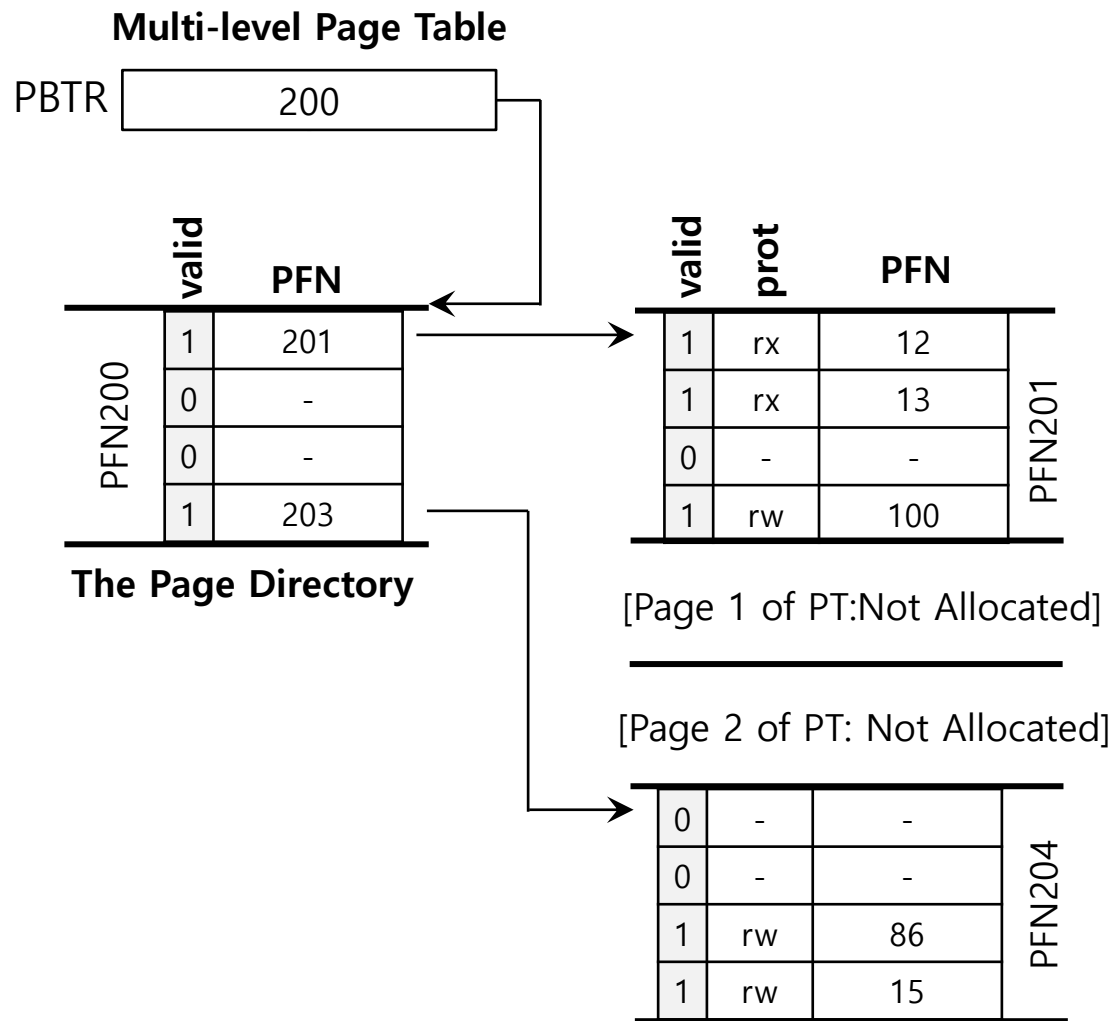 Multi-level Page Table
PBTR 200
valid PFN
PFN200
1 201
0 -
0 -
1 203
The Page Directory
valid prot PFN
1 rx 12
1 rx 13
0 - -
1 rw 100
PFN201
[Page 1 of PT:Not Allocated]
[Page 2 of PT: Not Allocated]
0 - -
0 - -
1 rw 86
1 rw 15
PFN204